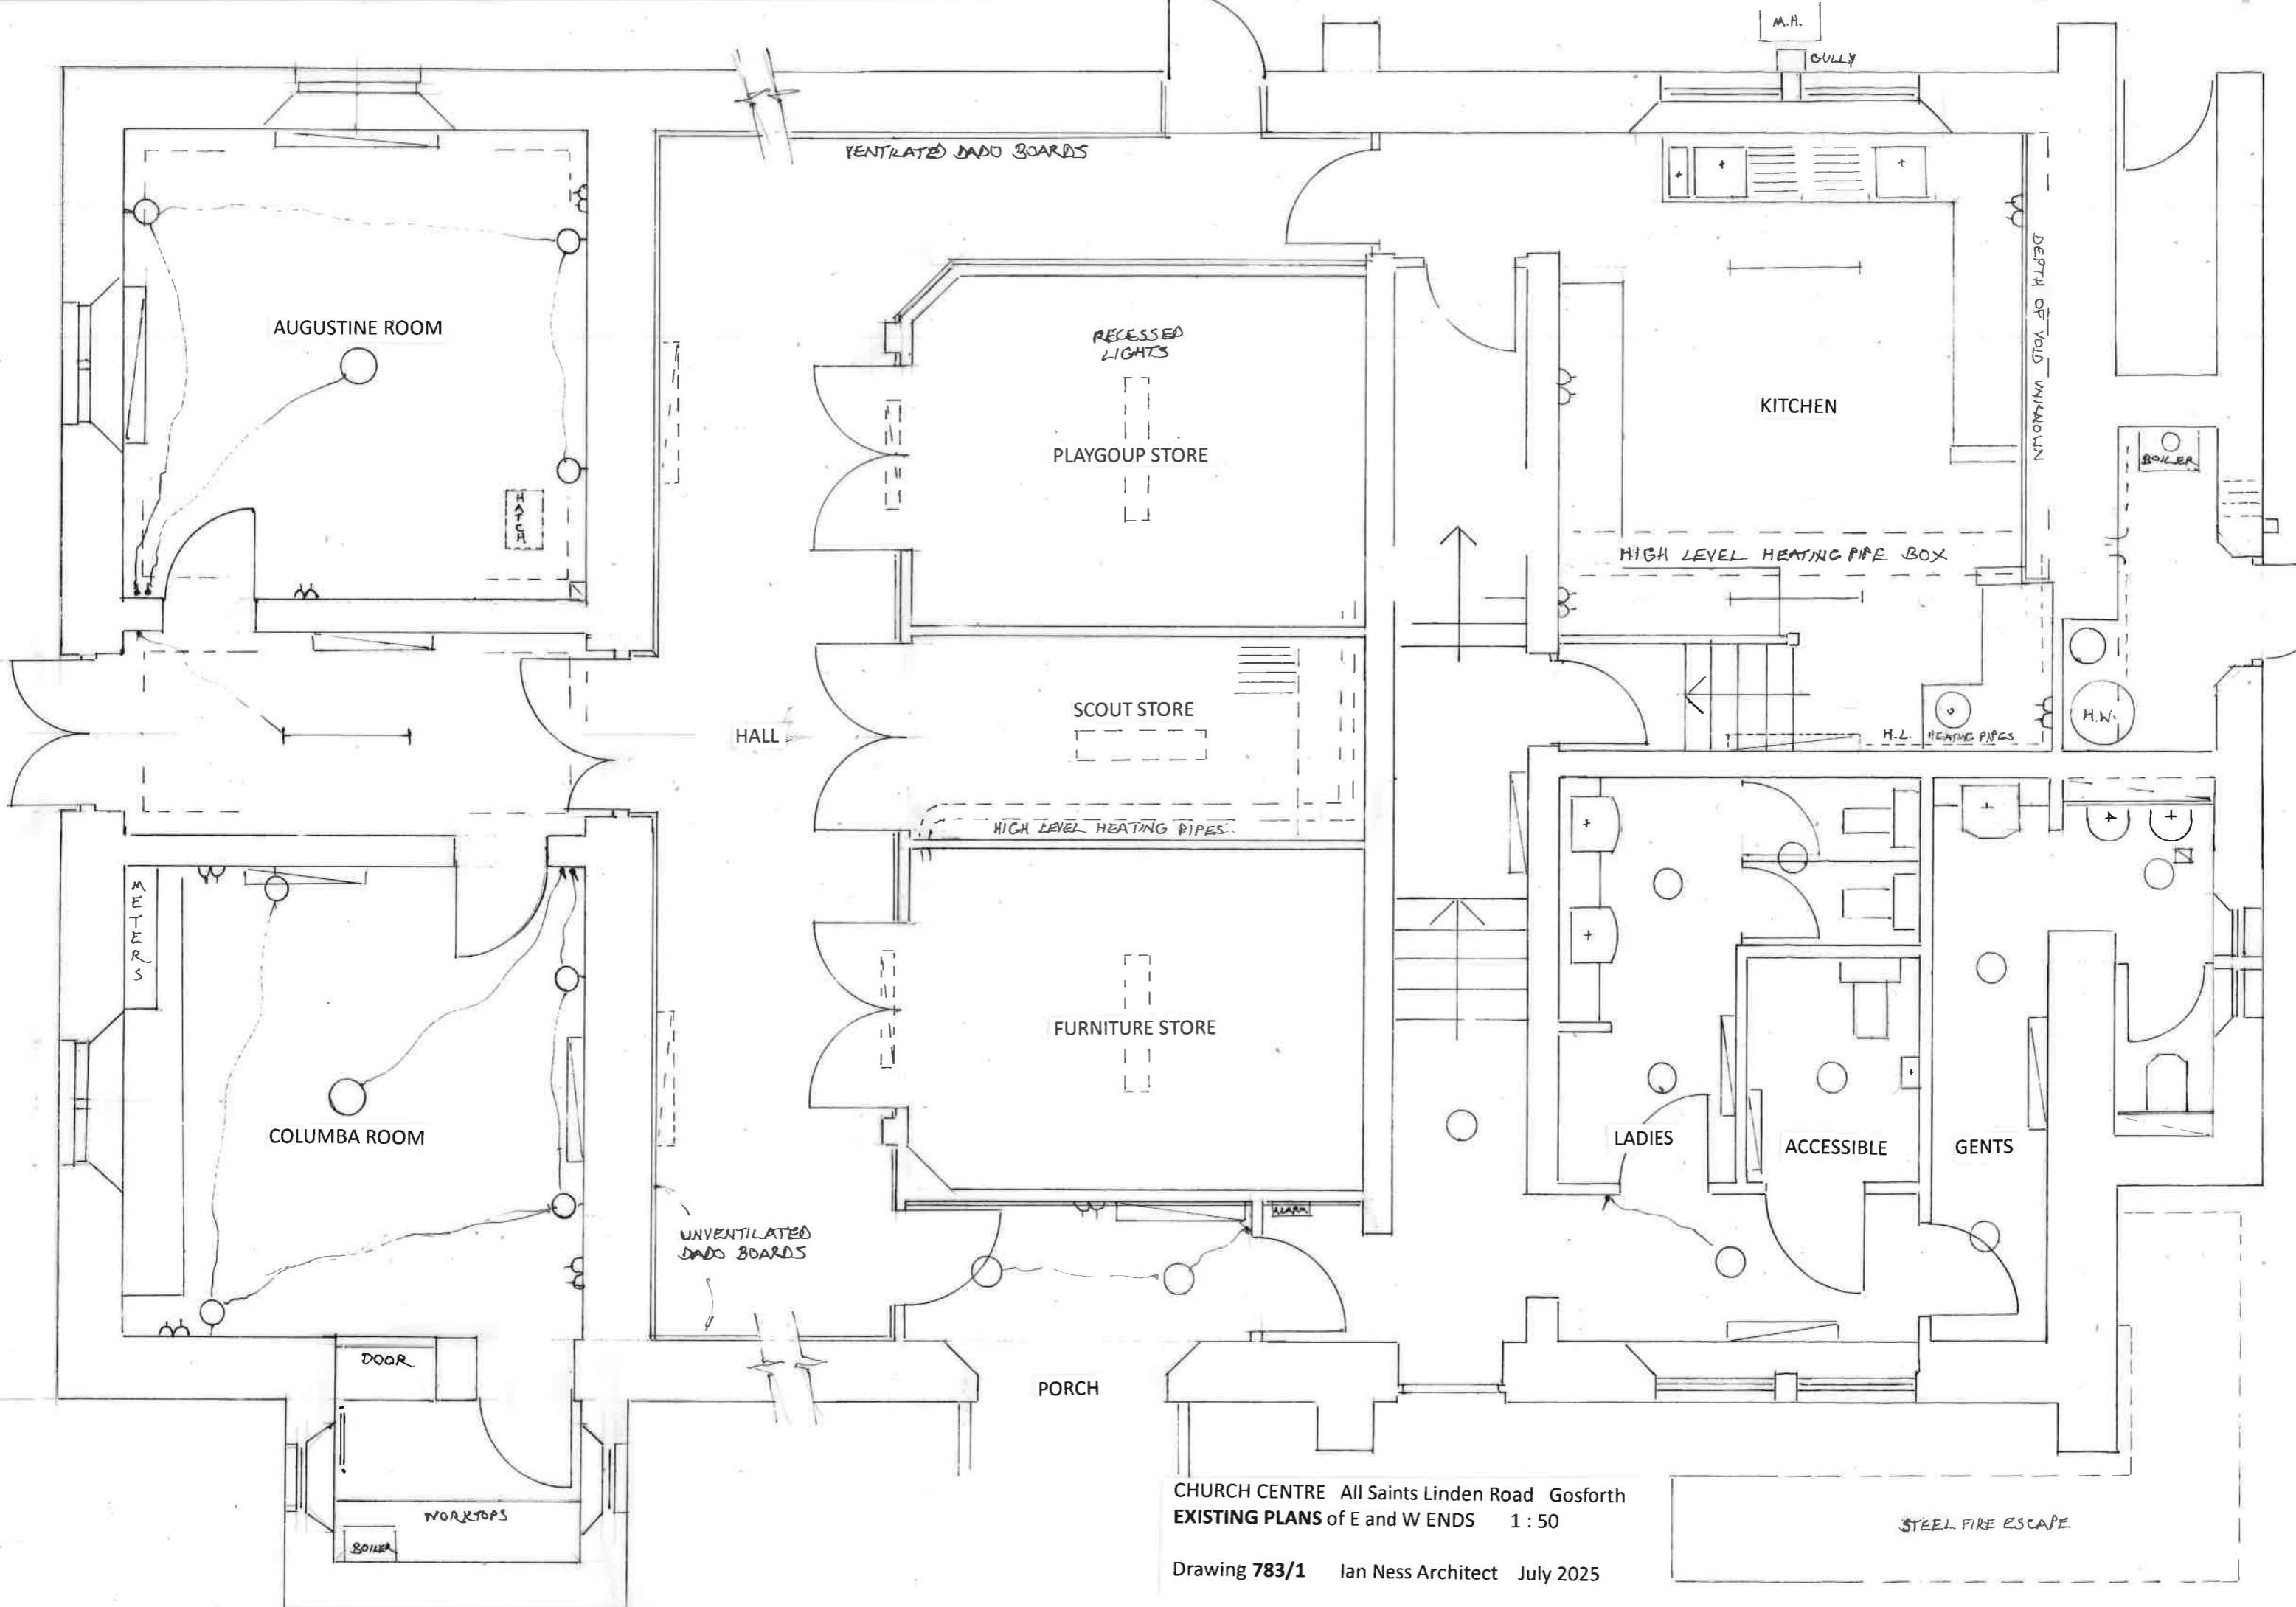 M.H.
GULLY
VENTILATED DADO BOARDS
AUGUSTINE ROOM
HATCH
RECESSED
LIGHTS
PLAYGOUP STORE
KITCHEN
DEPTH OF VOID UNKNOWN
BOILER
HIGH LEVEL HEATING PIPE BOX
HALL
SCOUT STORE
HIGH LEVEL HEATING PIPES
H.L. HEATING PIPES
H.W.
METERS
COLUMBA ROOM
FURNITURE STORE
LADIES
ACCESSIBLE
GENTS
UNVENTILATED
DADO BOARDS
ALARM
DOOR
PORCH
WORKTOPS
BOILER
CHURCH CENTRE All Saints Linden Road Gosforth
EXISTING PLANS of E and W ENDS 1 : 50
Drawing 783/1 Ian Ness Architect July 2025
STEEL FIRE ESCAPE